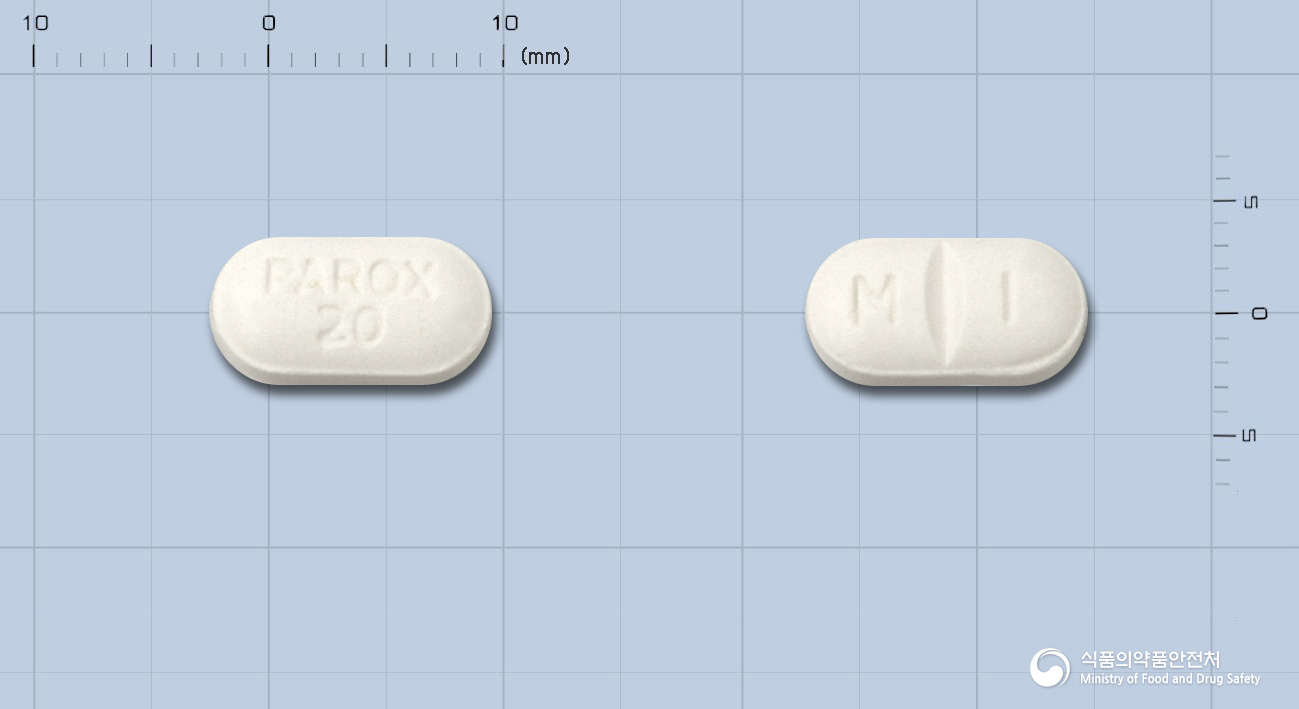 10 0 10
(mm)
PAROX
20
M I
5
0
5
식품의약품안전처
Ministry of Food and Drug Safety